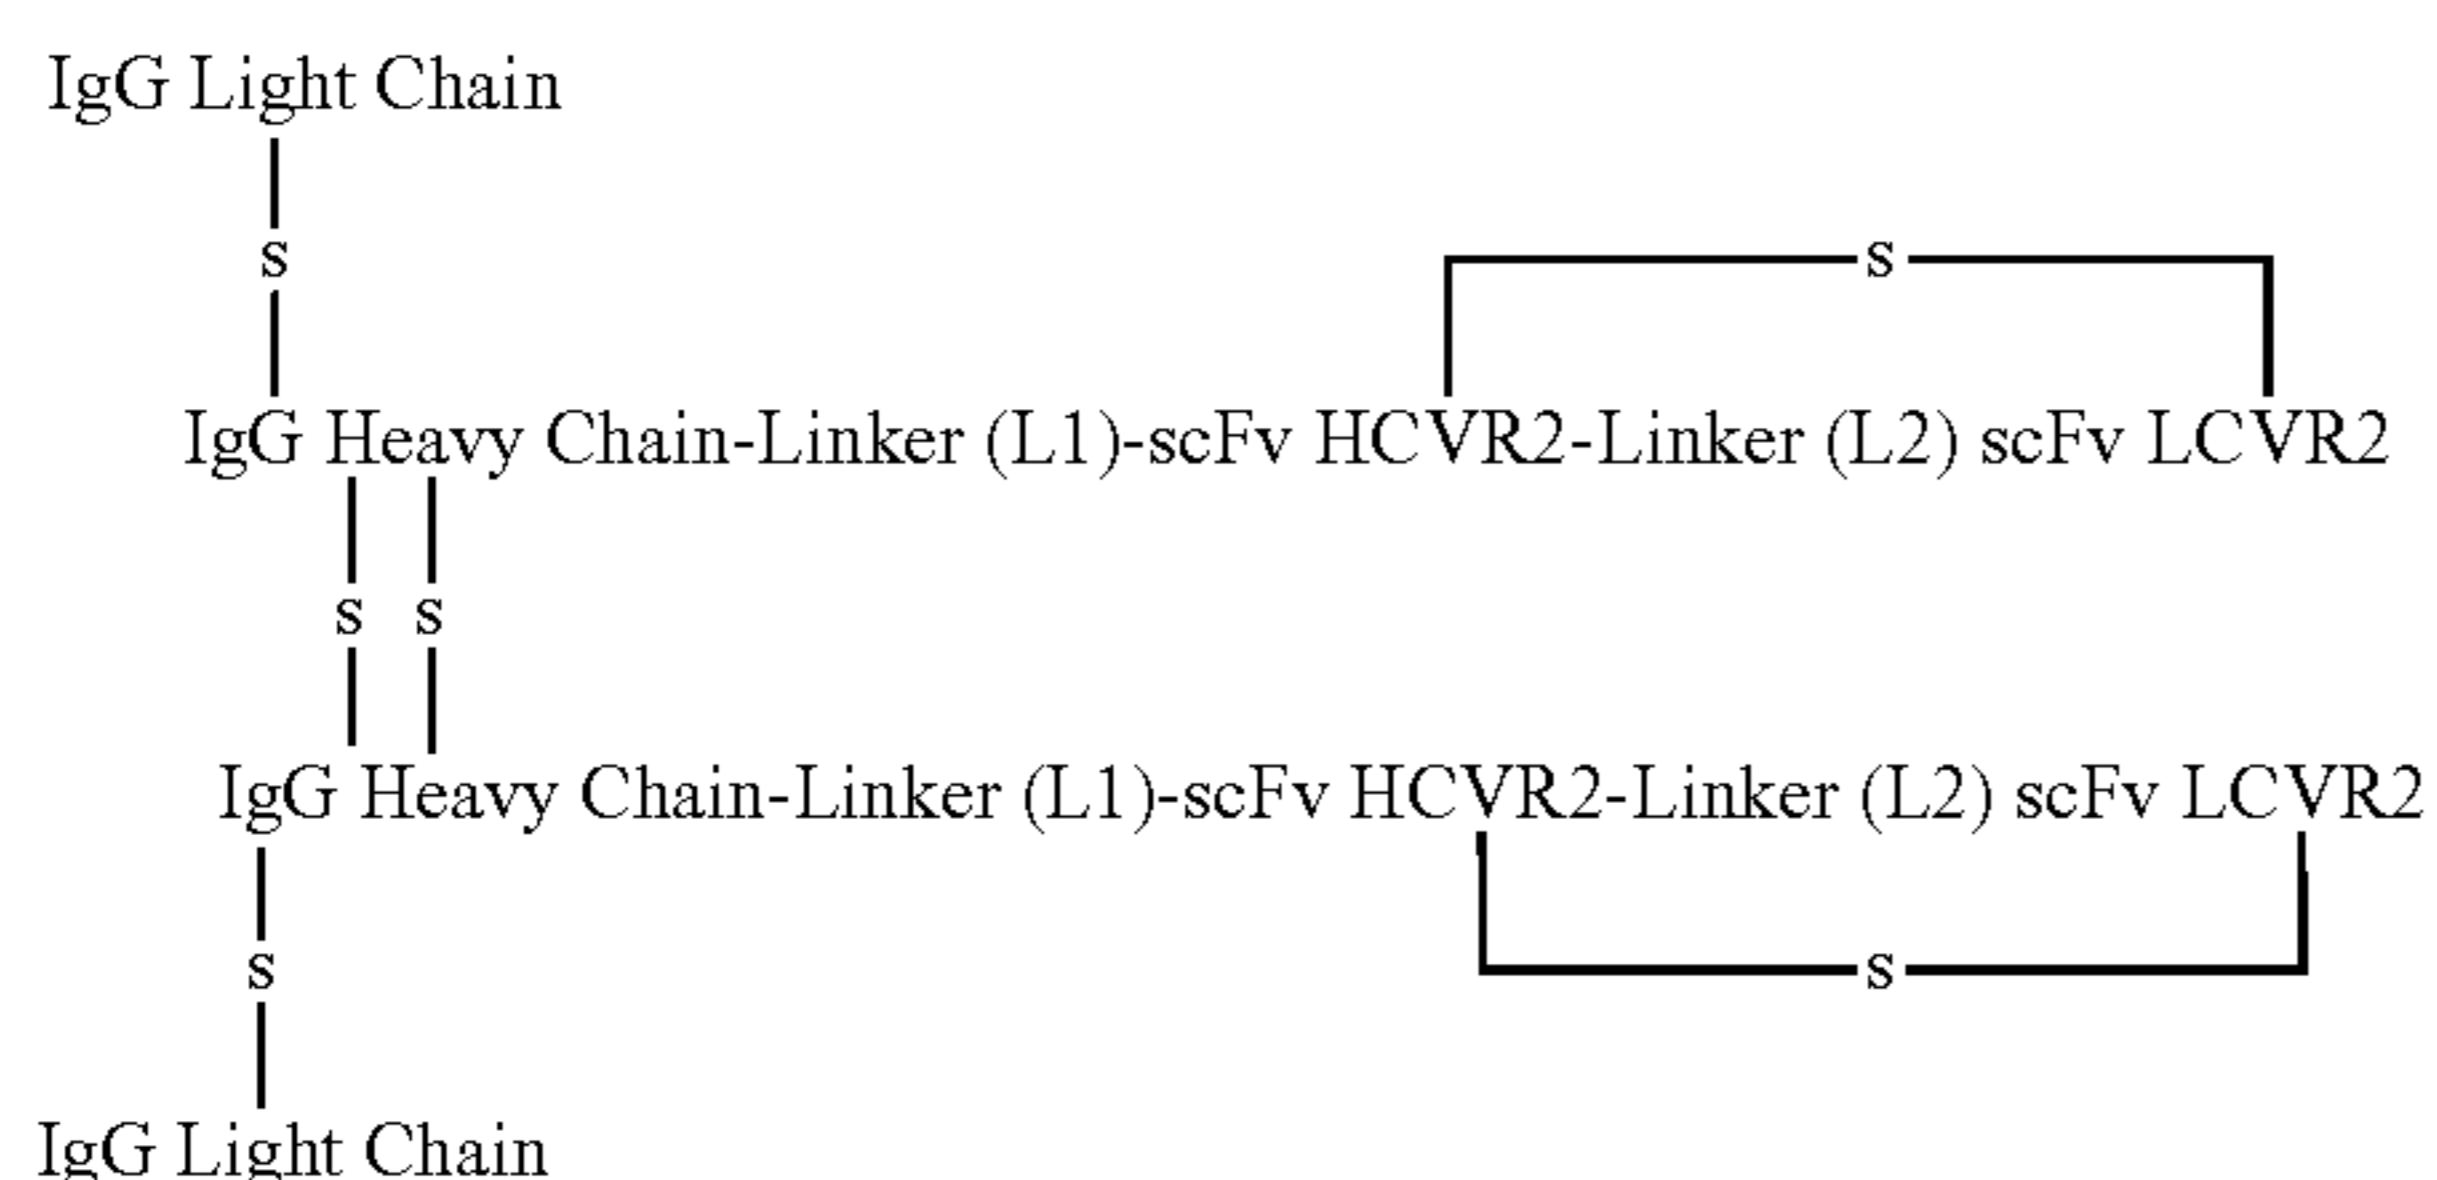 IgG Light Chain
s
s
IgG Heavy Chain-Linker (L1)-scFv HCVR2-Linker (L2) scFv LCVR2
s s
IgG Heavy Chain-Linker (L1)-scFv HCVR2-Linker (L2) scFv LCVR2
s
s
IgG Light Chain